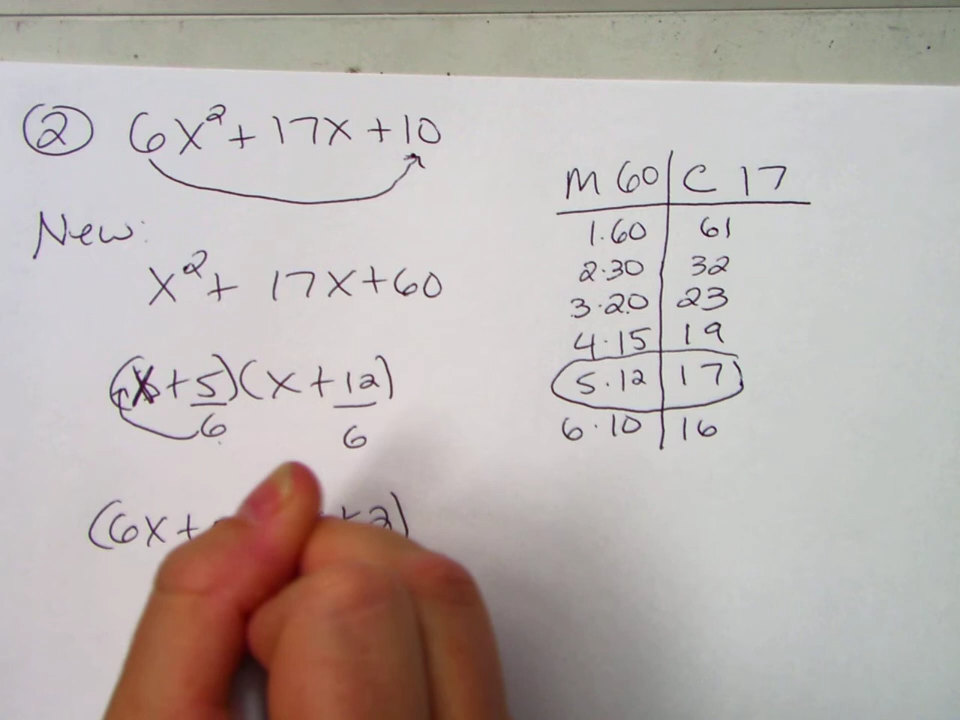 ② 6x² + 17x + 10
New:
x² + 17x + 60
(x + 5/6)(x + 12/6)
(6x + + 2)
M 60 | C 17
1·60 | 61
2·30 | 32
3·20 | 23
4·15 | 19
5·12 | 17
6·10 | 16